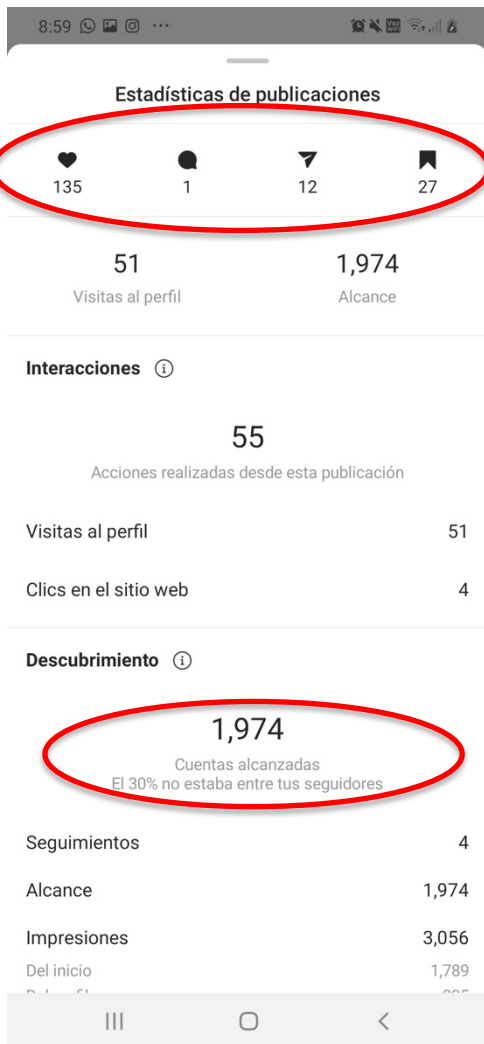 8:59
Voz
WiFi
Estadísticas de publicaciones
135 1 12 27
51 1,974
Visitas al perfil Alcance
Interacciones
55
Acciones realizadas desde esta publicación
Visitas al perfil 51
Clics en el sitio web 4
Descubrimiento
1,974
Cuentas alcanzadas
El 30% no estaba entre tus seguidores
Seguimientos 4
Alcance 1,974
Impresiones 3,056
Del inicio 1,789